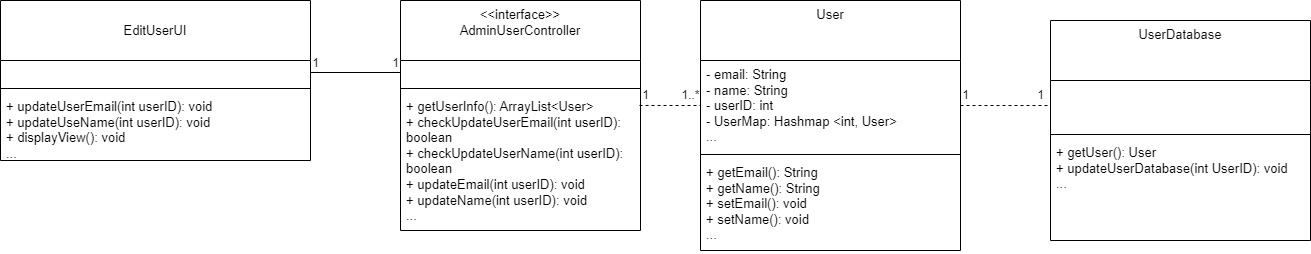 EditUserUI
+ updateUserEmail(int userID): void
+ updateUseName(int userID): void
+ displayView(): void
...
1
1
<<interface>>
AdminUserController
+ getUserInfo(): ArrayList<User>
+ checkUpdateUserEmail(int userID):
boolean
+ checkUpdateUserName(int userID):
boolean
+ updateEmail(int userID): void
+ updateName(int userID): void
...
1
1..*
User
- email: String
- name: String
- userID: int
- UserMap: Hashmap <int, User>
...
+ getEmail(): String
+ getName(): String
+ setEmail(): void
+ setName(): void
...
1
1
UserDatabase
+ getUser(): User
+ updateUserDatabase(int UserID): void
...